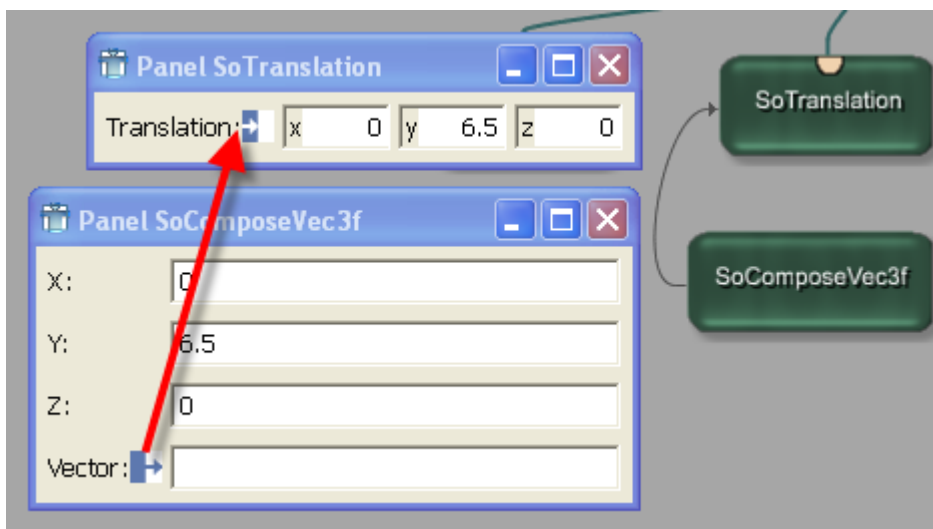 Panel SoTranslation
Translation: x 0 y 6.5 z 0
SoTranslation
Panel SoComposeVec3f
X: 0
Y: 6.5
Z: 0
Vector:
SoComposeVec3f